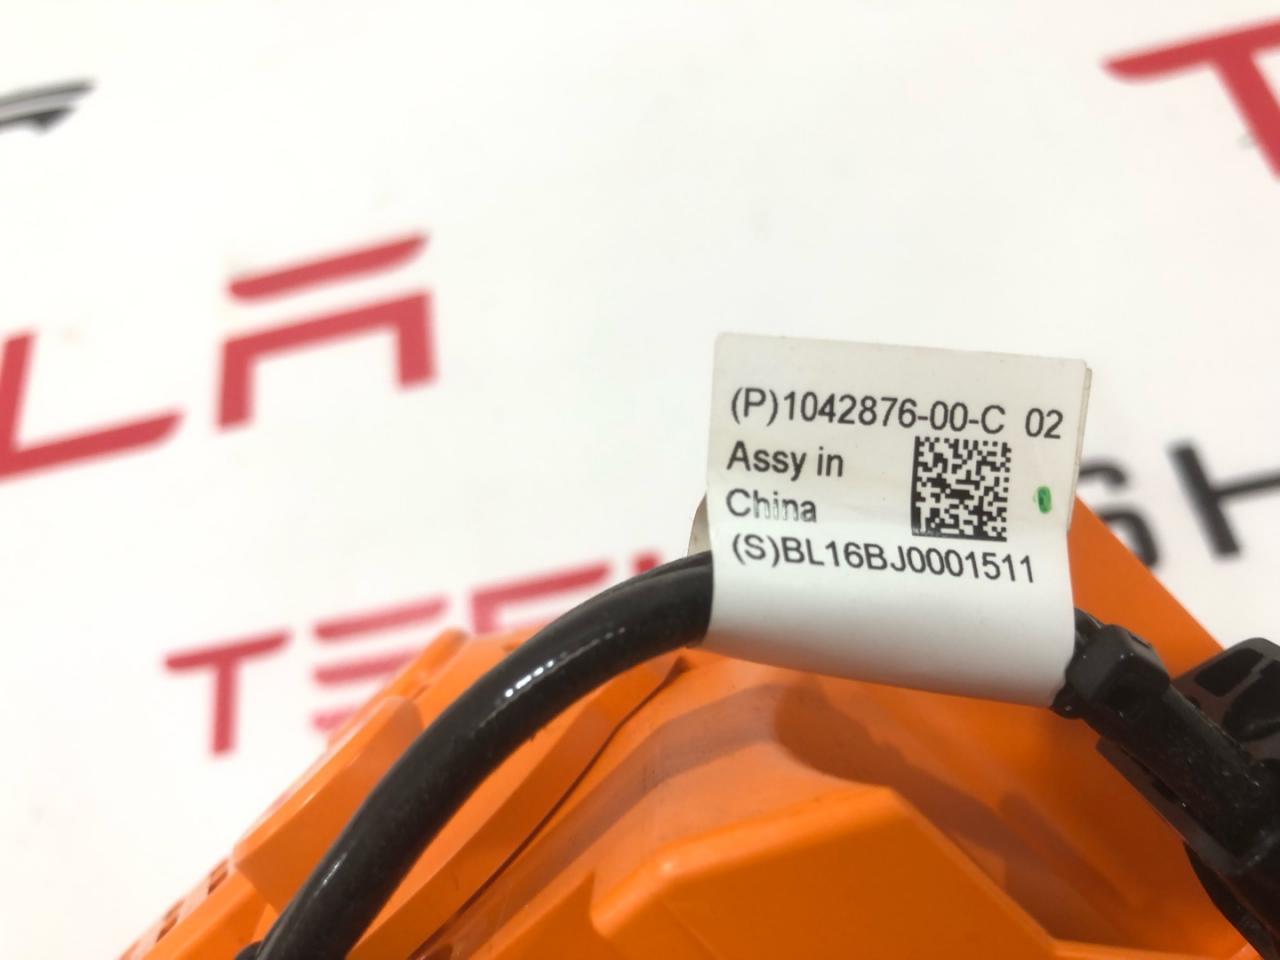 (P)1042876-00-C 02
Assy in
China
(S)BL16BJ0001511